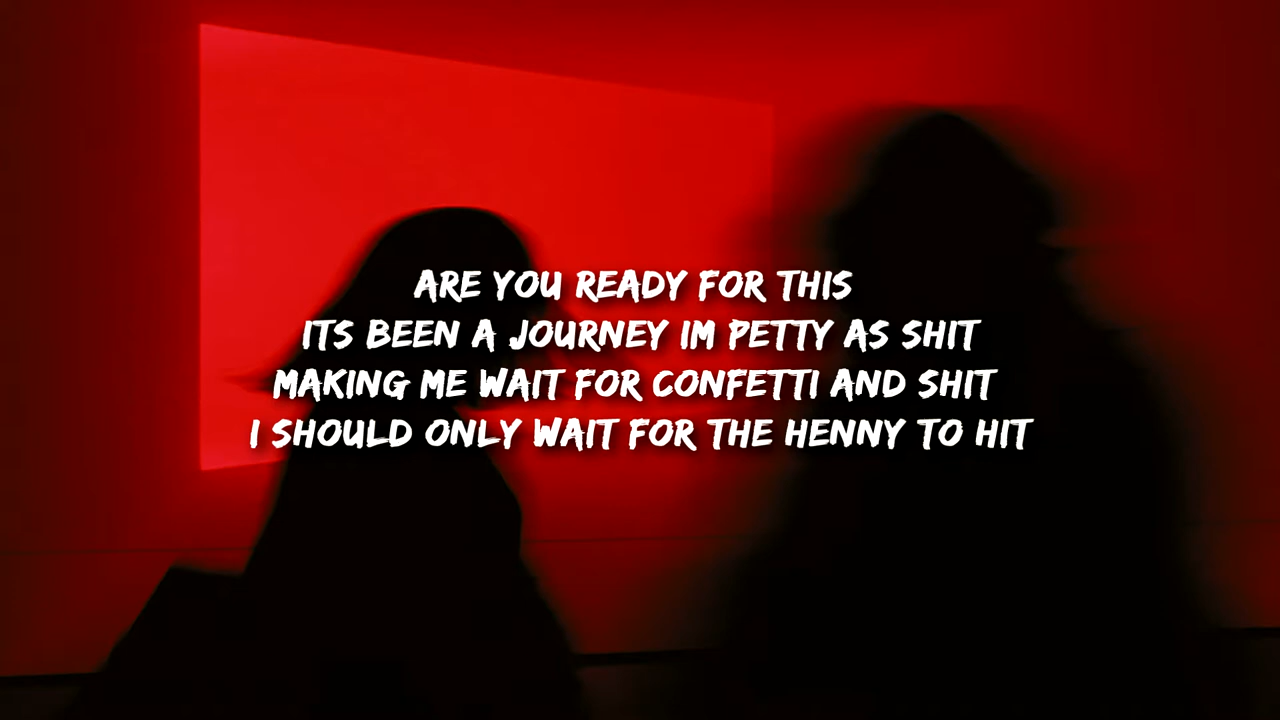 ARE YOU READY FOR THIS
ITS BEEN A JOURNEY IM PETTY AS SHIT
MAKING ME WAIT FOR CONFETTI AND SHIT
I SHOULD ONLY WAIT FOR THE HENNY TO HIT